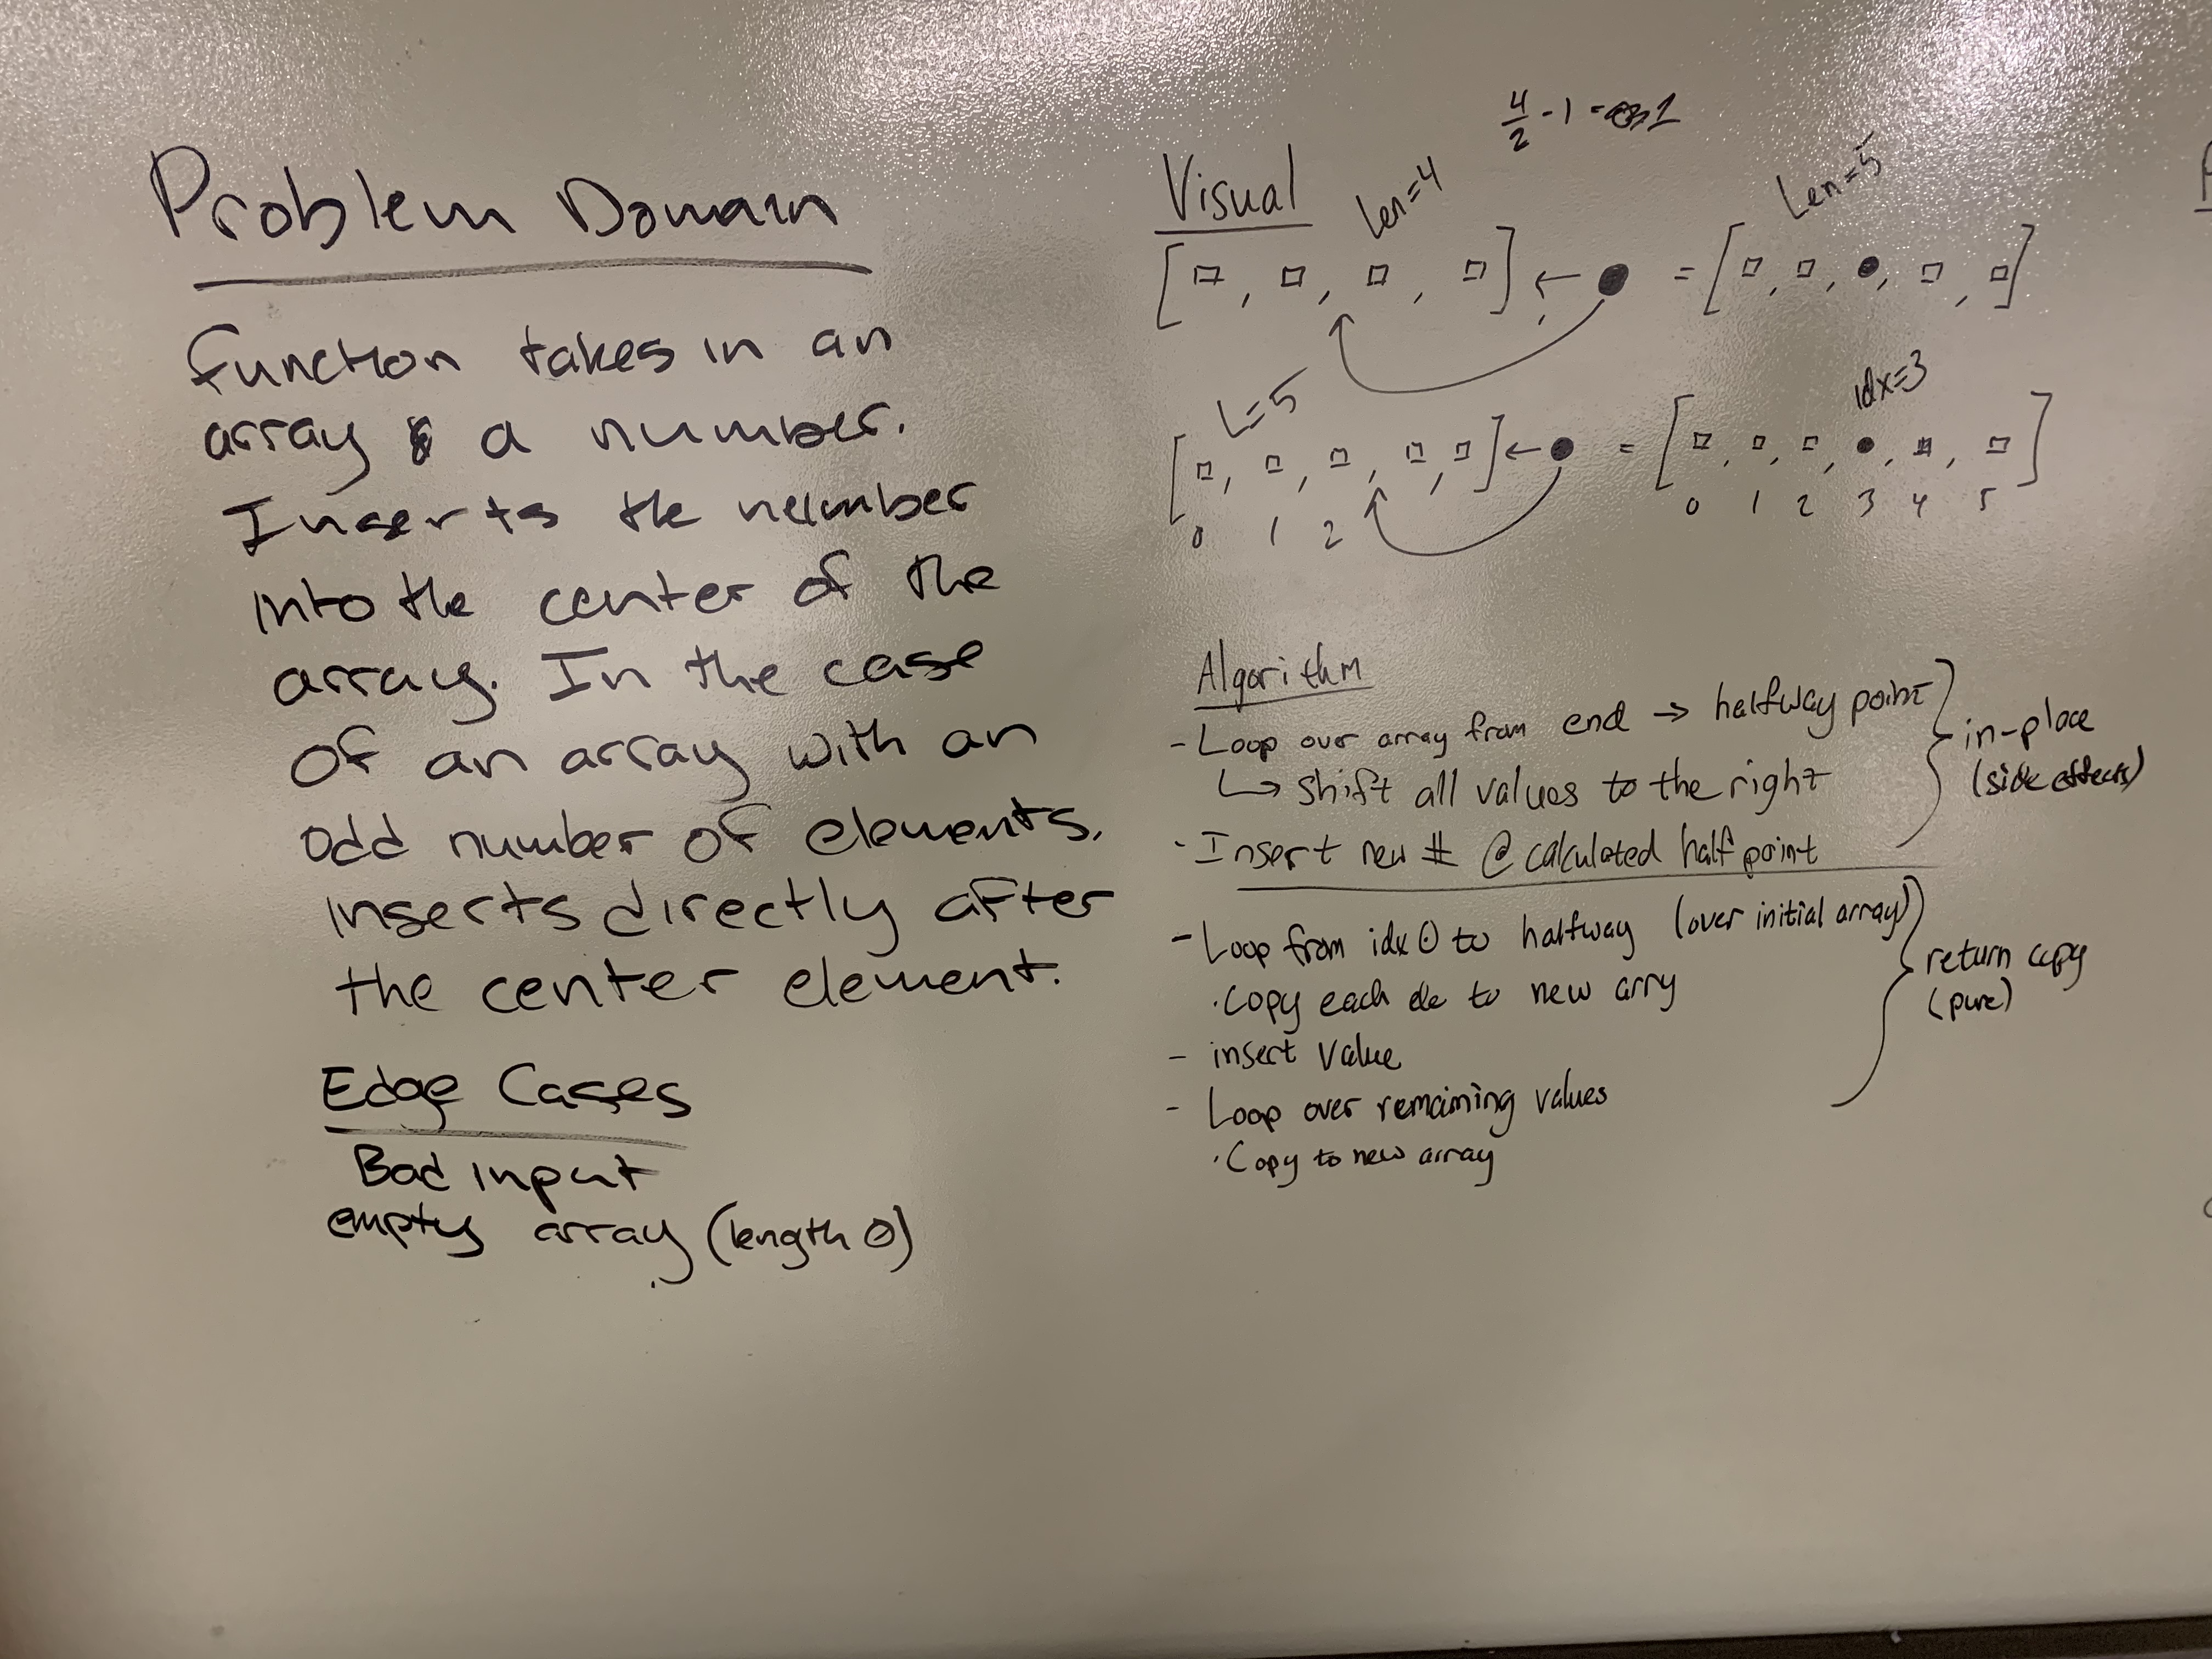 Problem Domain
Function takes in an
array & a number.
Inserts the number
into the center of the
array. In the case
of an array with an
odd number of elements,
inserts directly after
the center element.
Edge Cases
Bad input
empty array (length 0)
4/2 - 1 = 1
Visual
Len=4
Len=5
[ , , , ] ← = [ , , , , ]
L=5
idx=3
[ , , , , ] ← = [ , , , , , ]
0 1 2
0 1 2 3 4 5
Algorithm
- Loop over array from end → halfway point
↳ shift all values to the right
- Insert new # @ calculated half point
in-place
(side effects)
- Loop from idx 0 to halfway (over initial array)
· Copy each ele to new arry
- insert value
- Loop over remaining values
· Copy to new array
return copy
(pure)